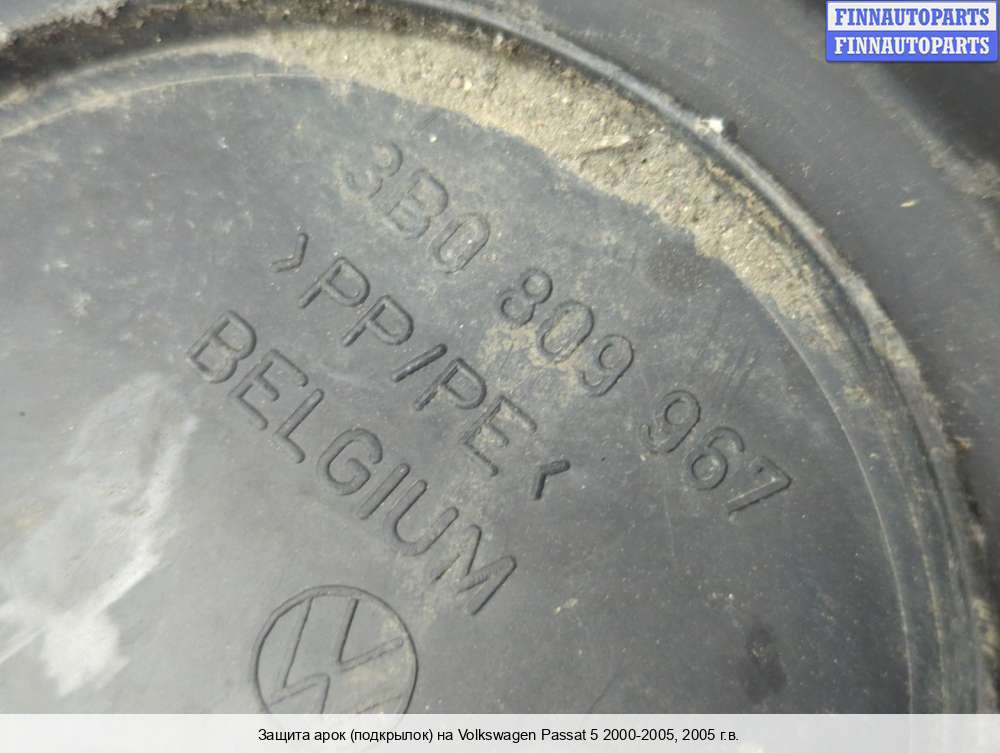 FINNAUTOPARTS
FINNAUTOPARTS
3B0 809 967
>PP/PE<
BELGIUM
Защита арок (подкрылок) на Volkswagen Passat 5 2000-2005, 2005 г.в.